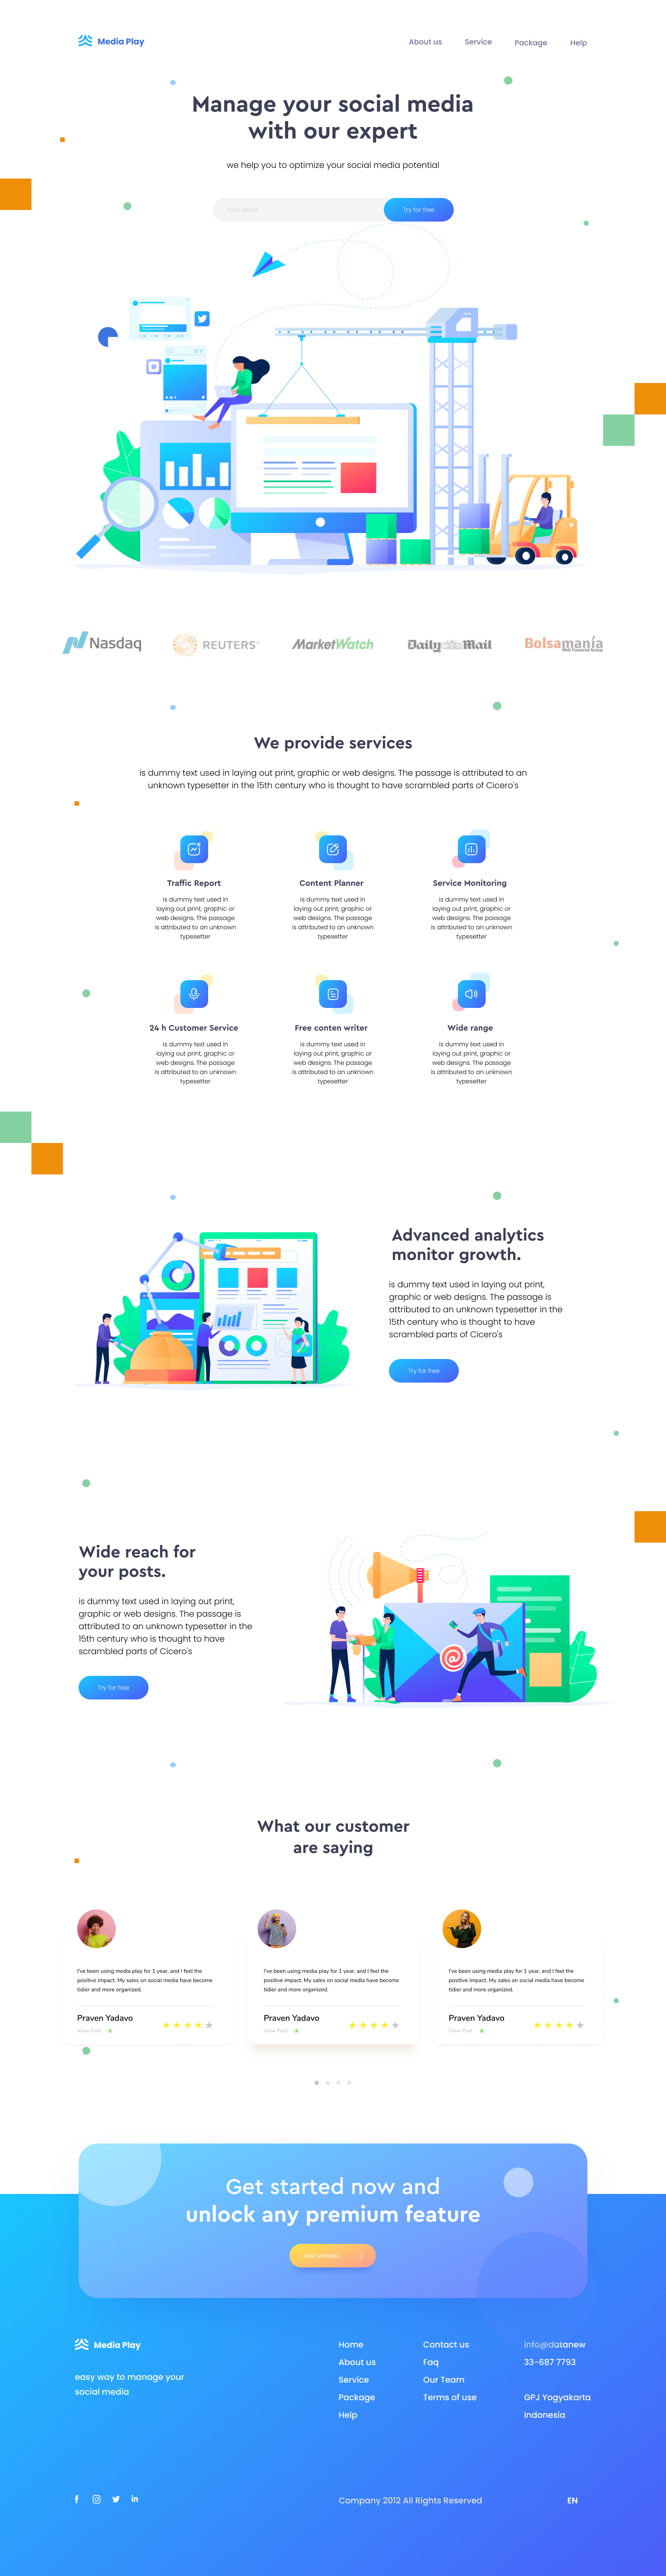 Media Play
About us
Service
Package
Help
Manage your social media
with our expert
we help you to optimize your social media potential
Your email
Try for free
Nasdaq
REUTERS
MarketWatch
Daily Mail
Bolsamanía
Web Financial Group
We provide services
is dummy text used in laying out print, graphic or web designs. The passage is attributed to an
unknown typesetter in the 15th century who is thought to have scrambled parts of Cicero's
Traffic Report
is dummy text used in
laying out print, graphic or
web designs. The passage
is attributed to an unknown
typesetter
Content Planner
is dummy text used in
laying out print, graphic or
web designs. The passage
is attributed to an unknown
typesetter
Service Monitoring
is dummy text used in
laying out print, graphic or
web designs. The passage
is attributed to an unknown
typesetter
24 h Customer Service
is dummy text used in
laying out print, graphic or
web designs. The passage
is attributed to an unknown
typesetter
Free conten writer
is dummy text used in
laying out print, graphic or
web designs. The passage
is attributed to an unknown
typesetter
Wide range
is dummy text used in
laying out print, graphic or
web designs. The passage
is attributed to an unknown
typesetter
Advanced analytics
monitor growth.
is dummy text used in laying out print,
graphic or web designs. The passage is
attributed to an unknown typesetter in the
15th century who is thought to have
scrambled parts of Cicero's
Try for free
Wide reach for
your posts.
is dummy text used in laying out print,
graphic or web designs. The passage is
attributed to an unknown typesetter in the
15th century who is thought to have
scrambled parts of Cicero's
Try for free
@
What our customer
are saying
I've been using media play for 1 year, and I feel the
positive impact. My sales on social media have become
tidier and more organized.
Praven Yadavo
View Post
I've been using media play for 1 year, and I feel the
positive impact. My sales on social media have become
tidier and more organized.
Praven Yadavo
View Post
I've been using media play for 1 year, and I feel the
positive impact. My sales on social media have become
tidier and more organized.
Praven Yadavo
View Post
Get started now and
unlock any premium feature
Get started
Media Play
easy way to manage your
social media
Home
About us
Service
Package
Help
Contact us
Faq
Our Team
Terms of use
info@datanew
33-687 7793
GPJ Yogyakarta
Indonesia
Company 2012 All Rights Reserved
EN